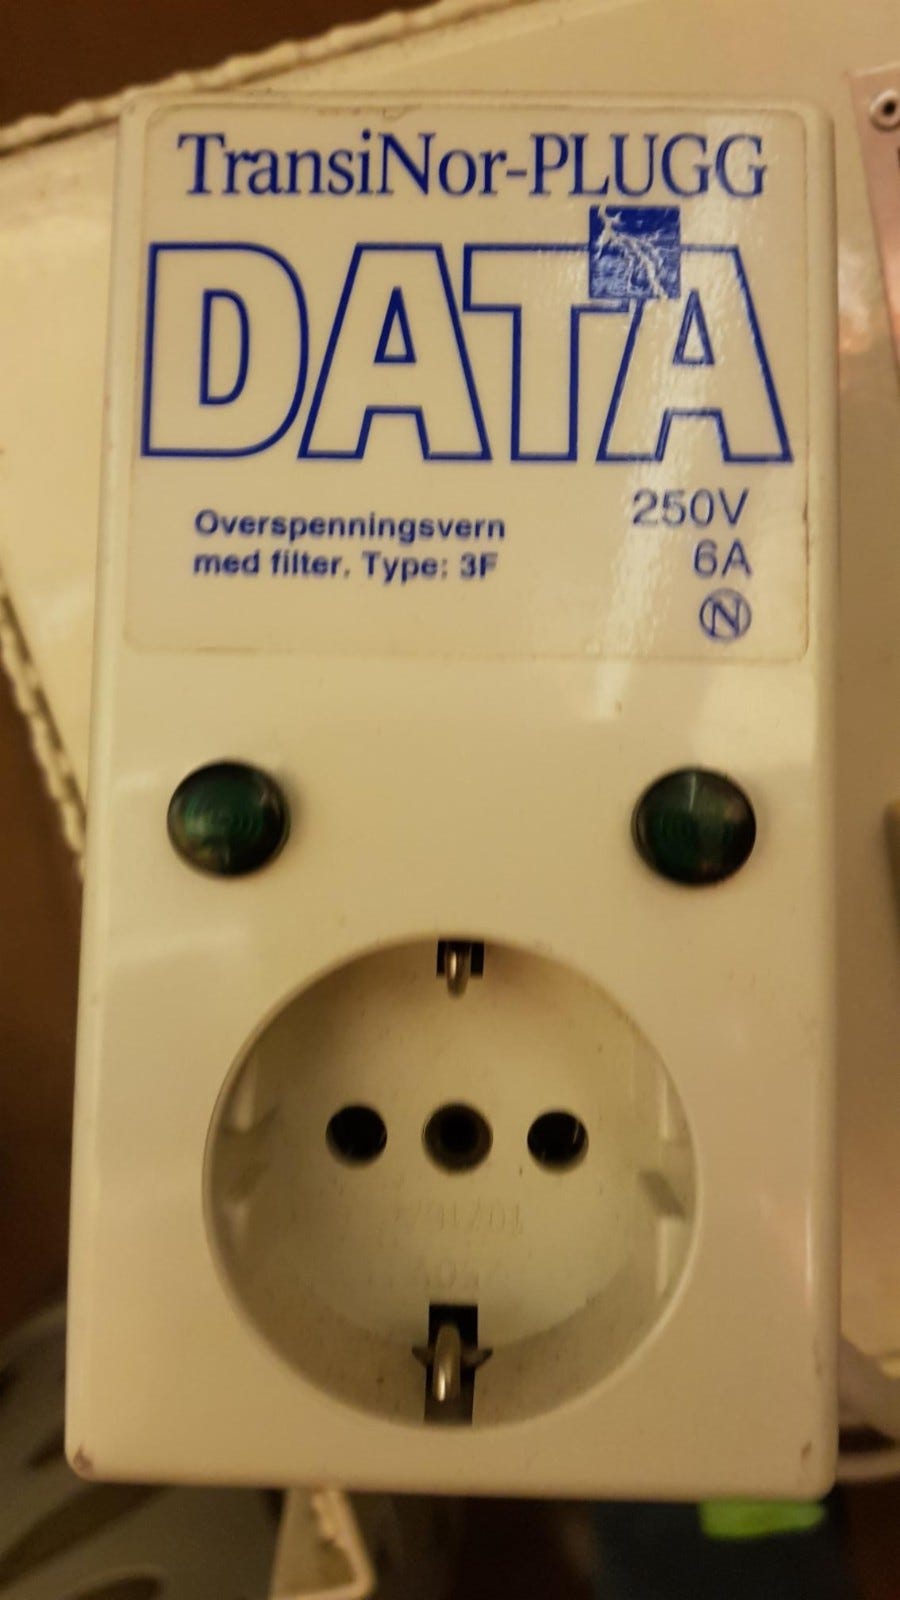 TransiNor-PLUGG
DATA
Overspenningsvern
med filter. Type: 3F
250V
6A
N